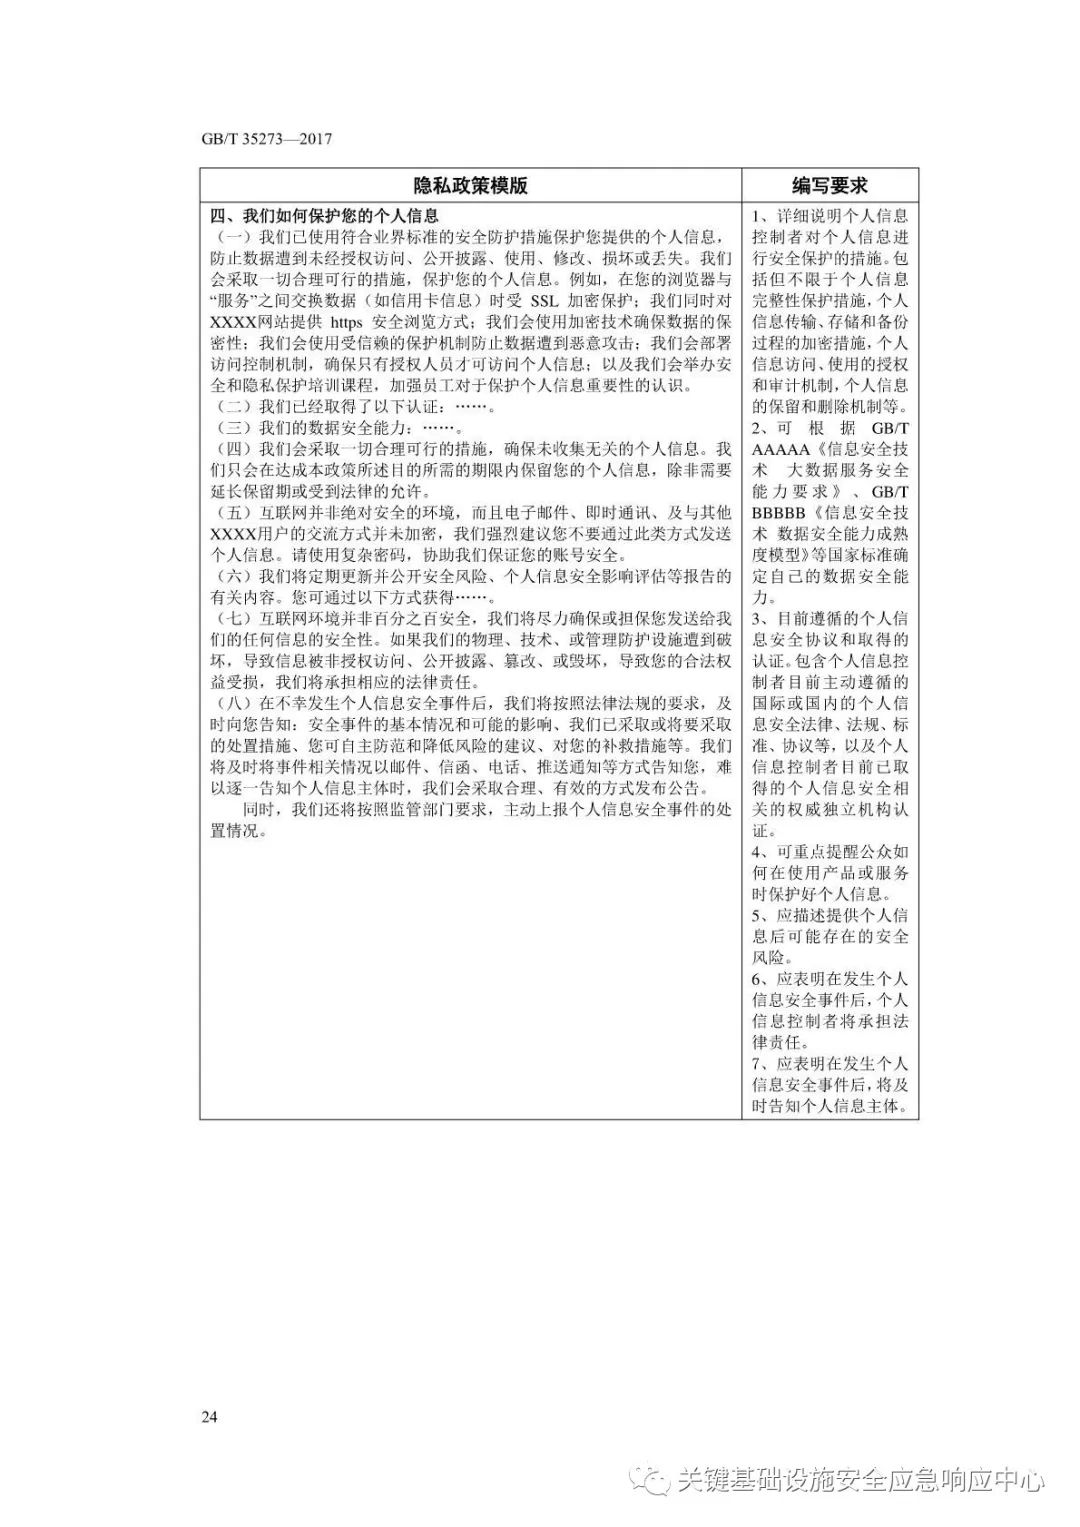 GB/T 35273—2017
隐私政策模版
编写要求
四、我们如何保护您的个人信息
（一）我们已使用符合业界标准的安全防护措施保护您提供的个人信息，
防止数据遭到未经授权访问、公开披露、使用、修改、损坏或丢失。我们
会采取一切合理可行的措施，保护您的个人信息。例如，在您的浏览器与
“服务”之间交换数据（如信用卡信息）时受 SSL 加密保护；我们同时对
XXXX网站提供 https 安全浏览方式；我们会使用加密技术确保数据的保
密性；我们会使用受信赖的保护机制防止数据遭到恶意攻击；我们会部署
访问控制机制，确保只有授权人员才可访问个人信息；以及我们会举办安
全和隐私保护培训课程，加强员工对于保护个人信息重要性的认识。
（二）我们已经取得了以下认证：……。
（三）我们的数据安全能力：……。
（四）我们会采取一切合理可行的措施，确保未收集无关的个人信息。我
们只会在达成本政策所述目的所需的期限内保留您的个人信息，除非需要
延长保留期或受到法律的允许。
（五）互联网并非绝对安全的环境，而且电子邮件、即时通讯、及与其他
XXXX用户的交流方式并未加密，我们强烈建议您不要通过此类方式发送
个人信息。请使用复杂密码，协助我们保证您的账号安全。
（六）我们将定期更新并公开安全风险、个人信息安全影响评估等报告的
有关内容。您可通过以下方式获得……。
（七）互联网环境并非百分之百安全，我们将尽力确保或担保您发送给我
们的任何信息的安全性。如果我们的物理、技术、或管理防护设施遭到破
坏，导致信息被非授权访问、公开披露、篡改、或毁坏，导致您的合法权
益受损，我们将承担相应的法律责任。
（八）在不幸发生个人信息安全事件后，我们将按照法律法规的要求，及
时向您告知：安全事件的基本情况和可能的影响、我们已采取或将要采取
的处置措施、您可自主防范和降低风险的建议、对您的补救措施等。我们
将及时将事件相关情况以邮件、信函、电话、推送通知等方式告知您，难
以逐一告知个人信息主体时，我们会采取合理、有效的方式发布公告。
同时，我们还将按照监管部门要求，主动上报个人信息安全事件的处
置情况。
1、详细说明个人信息
控制者对个人信息进
行安全保护的措施。包
括但不限于个人信息
完整性保护措施，个人
信息传输、存储和备份
过程的加密措施，个人
信息访问、使用的授权
和审计机制，个人信息
的保留和删除机制等。
2、可 根 据 GB/T
AAAAA《信息安全技
术 大数据服务安全
能力要求》、GB/T
BBBBB《信息安全技
术 数据安全能力成熟
度模型》等国家标准确
定自己的数据安全能
力。
3、目前遵循的个人信
息安全协议和取得的
认证。包含个人信息控
制者目前主动遵循的
国际或国内的个人信
息安全法律、法规、标
准、协议等，以及个人
信息控制者目前已取
得的个人信息安全相
关的权威独立机构认
证。
4、可重点提醒公众如
何在使用产品或服务
时保护好个人信息。
5、应描述提供个人信
息后可能存在的安全
风险。
6、应表明在发生个人
信息安全事件后，个人
信息控制者将承担法
律责任。
7、应表明在发生个人
信息安全事件后，将及
时告知个人信息主体。
24
关键基础设施安全应急响应中心